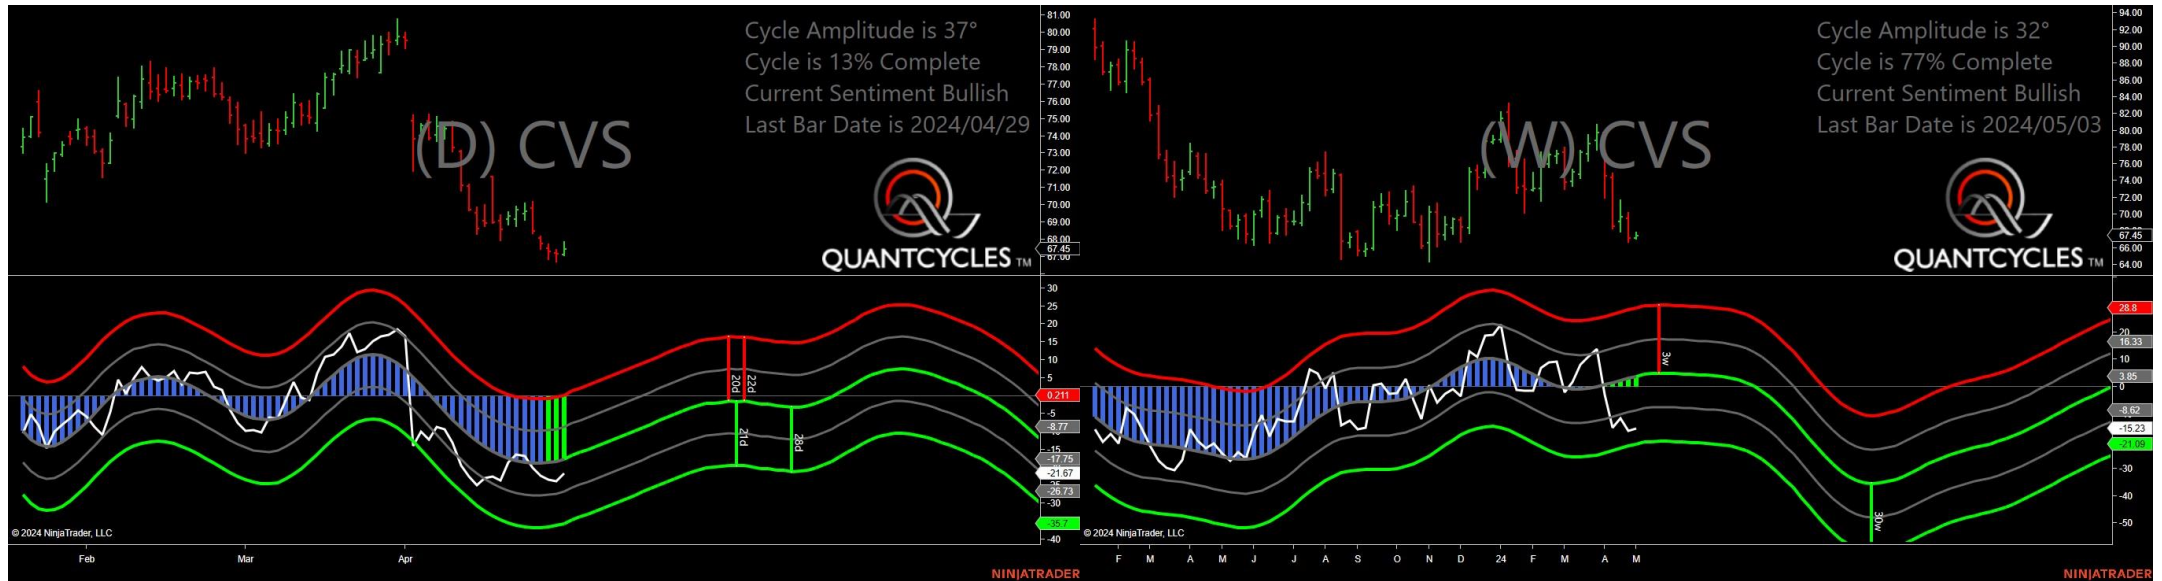 Cycle Amplitude is 37°
Cycle is 13% Complete
Current Sentiment Bullish
Last Bar Date is 2024/04/29
(D) CVS
QUANTCYCLES TM
81.00
80.00
79.00
78.00
77.00
76.00
75.00
74.00
73.00
72.00
71.00
70.00
69.00
68.00
67.45
67.00
30
25
20
15
10
5
0.211
-5
-8.77
-15
-17.75
-21.67
-26.73
-30
-35.7
-40
20d
22d
21d
28d
© 2024 NinjaTrader, LLC
Feb Mar Apr
NINJATRADER
Cycle Amplitude is 32°
Cycle is 77% Complete
Current Sentiment Bullish
Last Bar Date is 2024/05/03
(W) CVS
QUANTCYCLES TM
94.00
92.00
90.00
88.00
86.00
84.00
82.00
80.00
78.00
76.00
74.00
72.00
70.00
67.45
66.00
64.00
28.8
20
16.33
10
3.85
0
-8.62
-15.23
-21.09
-30
-40
-50
3w
30w
© 2024 NinjaTrader, LLC
F M A M J J A S O N D 24 F M A M
NINJATRADER